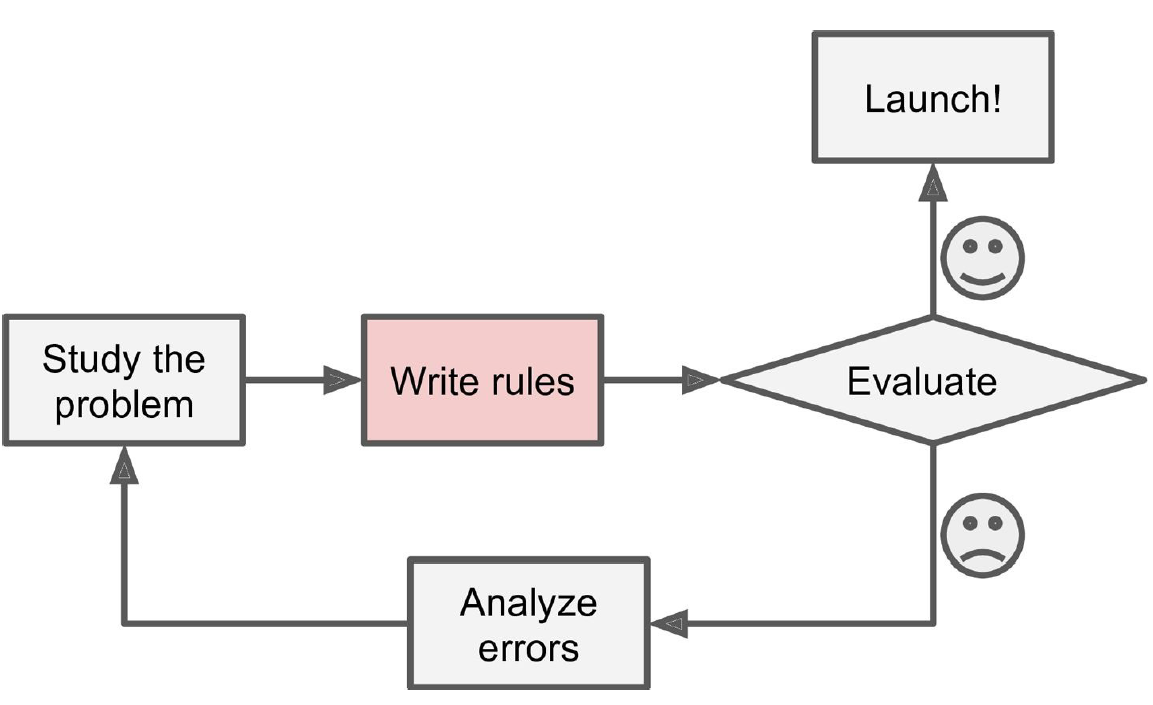 Launch!
Study the
problem
Write rules
Evaluate
Analyze
errors